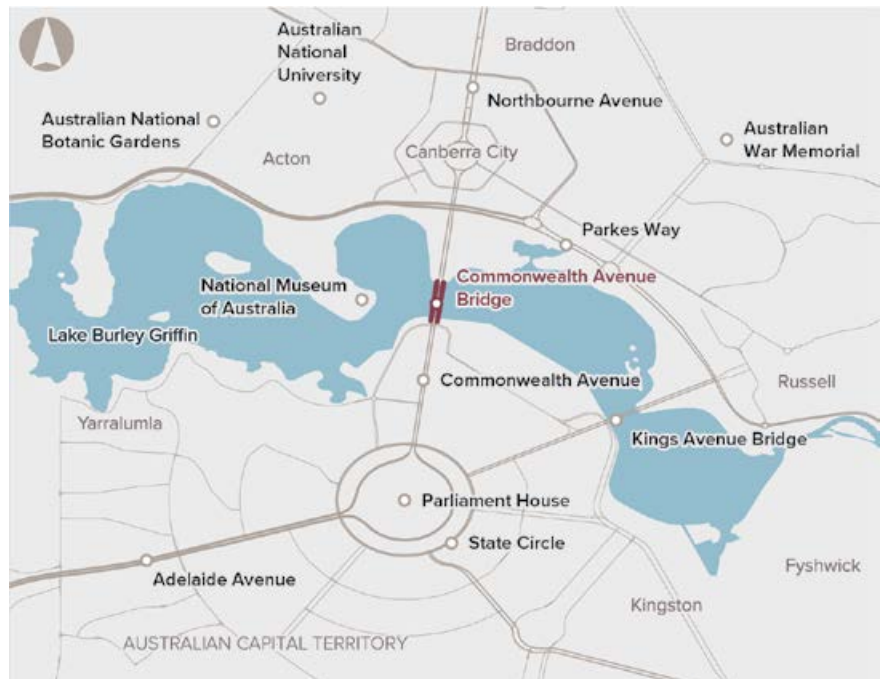 Australian
National
University
Braddon
Northbourne Avenue
Australian National
Botanic Gardens
Australian
War Memorial
Acton
Canberra City
Parkes Way
Commonwealth Avenue
Bridge
National Museum
of Australia
Lake Burley Griffin
Commonwealth Avenue
Russell
Yarralumla
Kings Avenue Bridge
Parliament House
State Circle
Adelaide Avenue
Fyshwick
Kingston
AUSTRALIAN CAPITAL TERRITORY